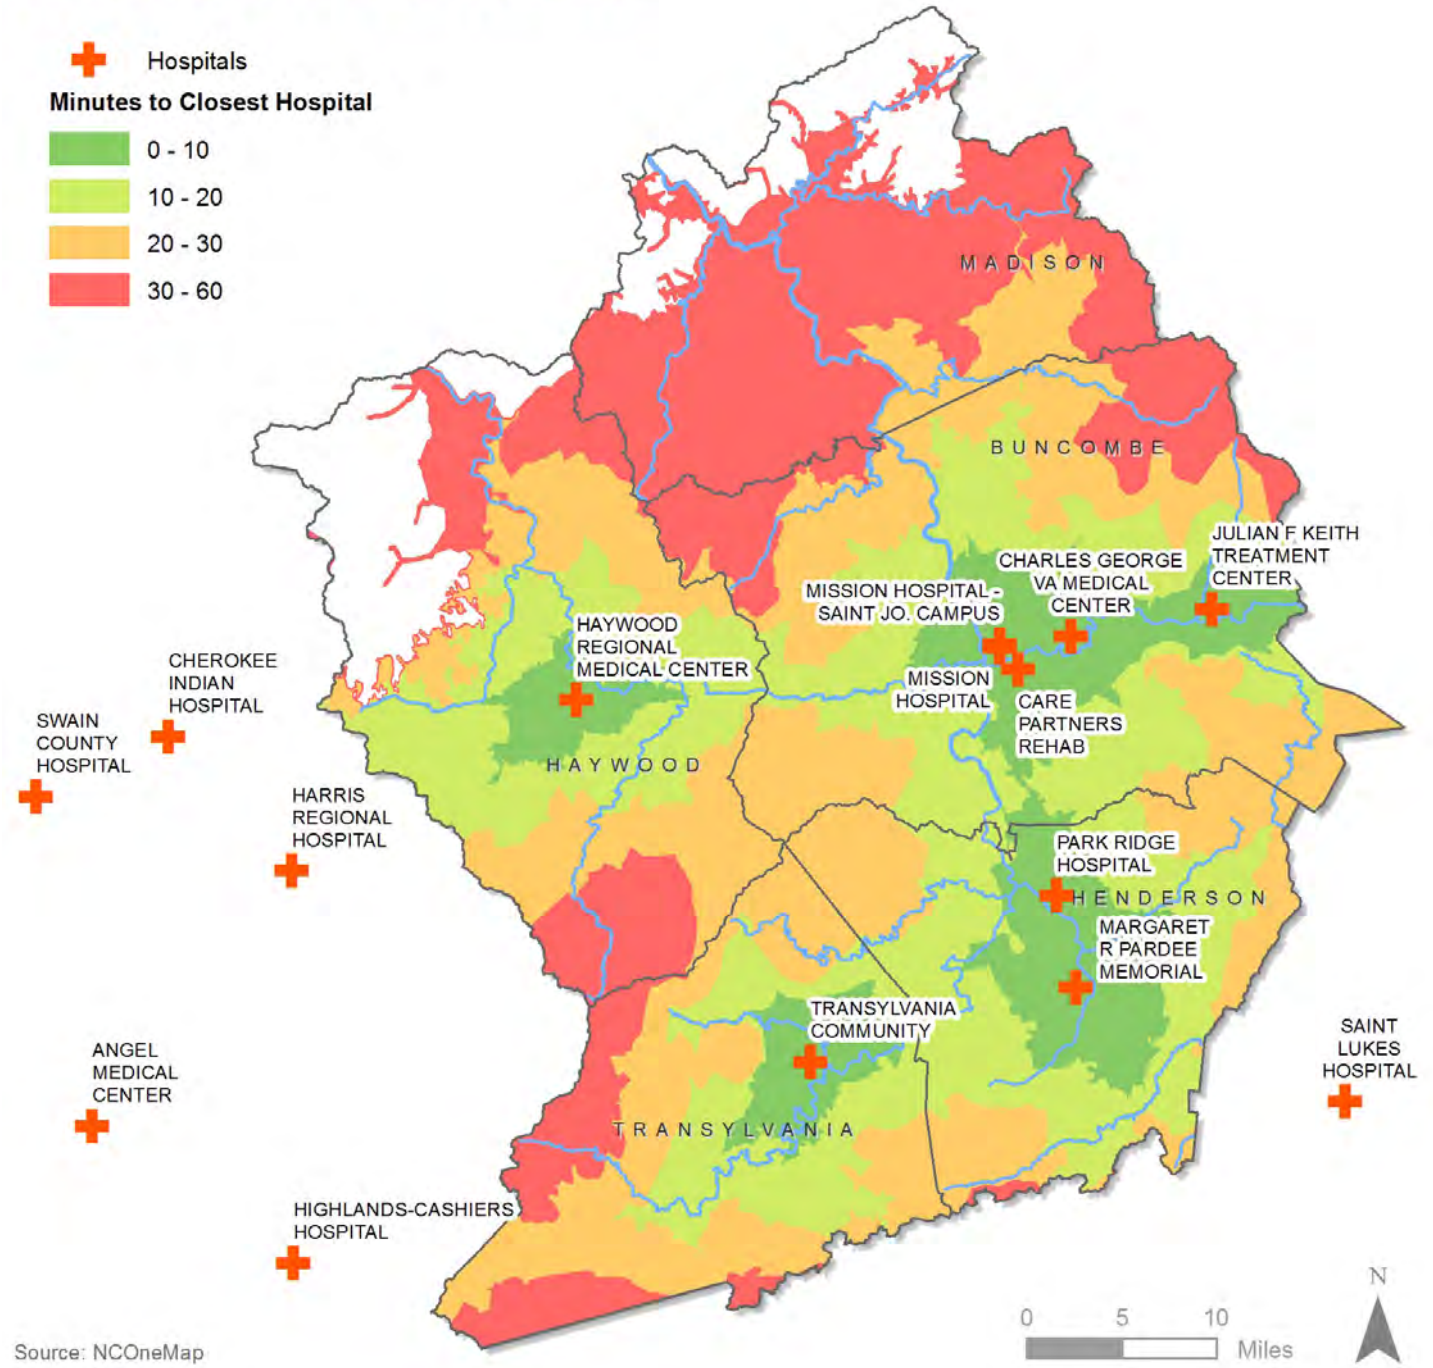 Hospitals
Minutes to Closest Hospital
0 - 10
10 - 20
20 - 30
30 - 60
MADISON
BUNCOMBE
JULIAN F KEITH
TREATMENT
CENTER
CHARLES GEORGE
VA MEDICAL
CENTER
MISSION HOSPITAL -
SAINT JO. CAMPUS
HAYWOOD
REGIONAL
MEDICAL CENTER
MISSION
HOSPITAL
CARE
PARTNERS
REHAB
CHEROKEE
INDIAN
HOSPITAL
SWAIN
COUNTY
HOSPITAL
HAYWOOD
HARRIS
REGIONAL
HOSPITAL
PARK RIDGE
HOSPITAL
HENDERSON
MARGARET
R PARDEE
MEMORIAL
TRANSYLVANIA
COMMUNITY
SAINT
LUKES
HOSPITAL
ANGEL
MEDICAL
CENTER
TRANSYLVANIA
HIGHLANDS-CASHIERS
HOSPITAL
N
0 5 10
Miles
Source: NCOneMap